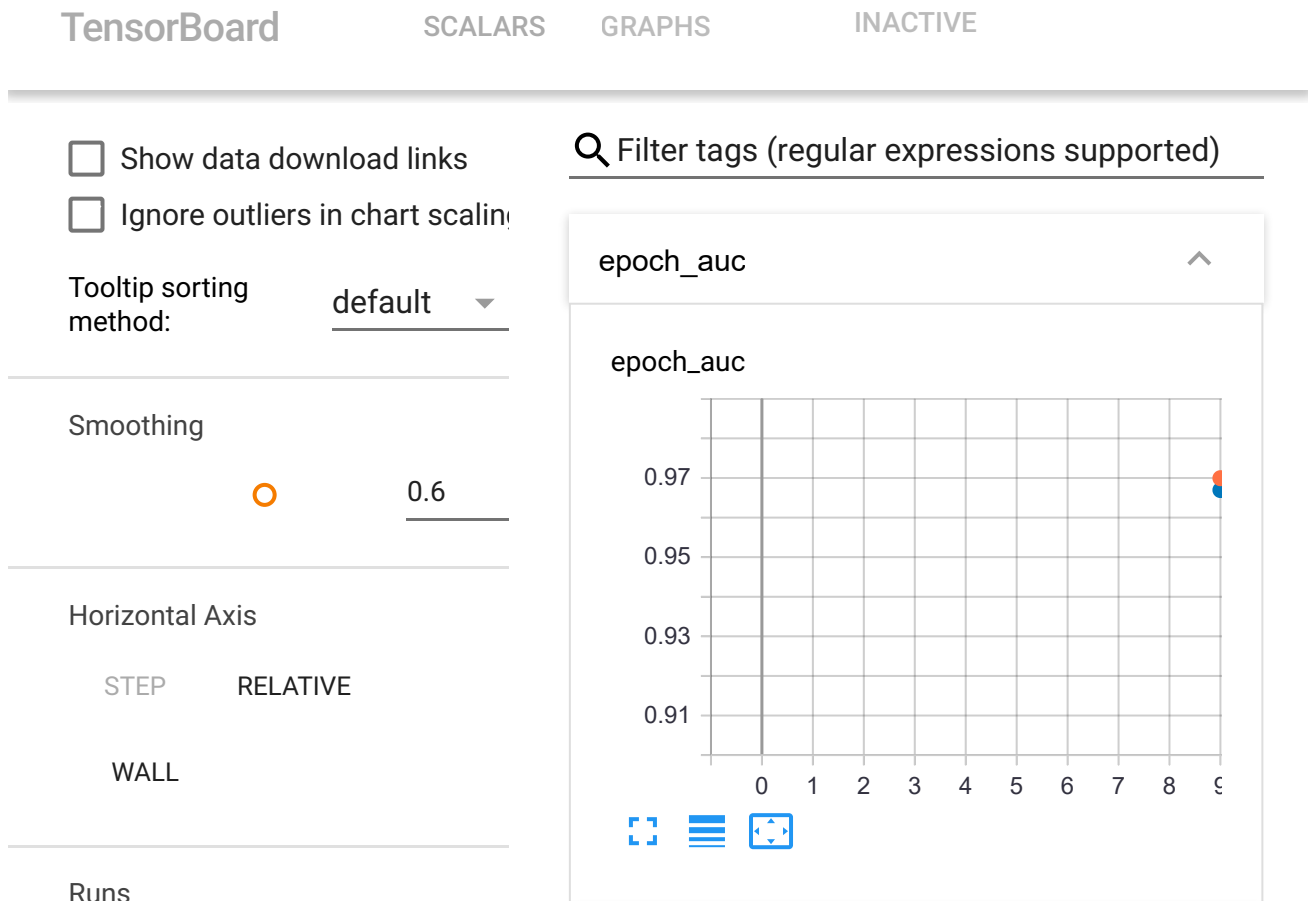 TensorBoard SCALARS GRAPHS INACTIVE
Show data download links
Ignore outliers in chart scaling
Tooltip sorting
method:
default
Smoothing
0.6
Horizontal Axis
STEP RELATIVE
WALL
Runs
Filter tags (regular expressions supported)
epoch_auc
epoch_auc
0.97
0.95
0.93
0.91
0 1 2 3 4 5 6 7 8 9